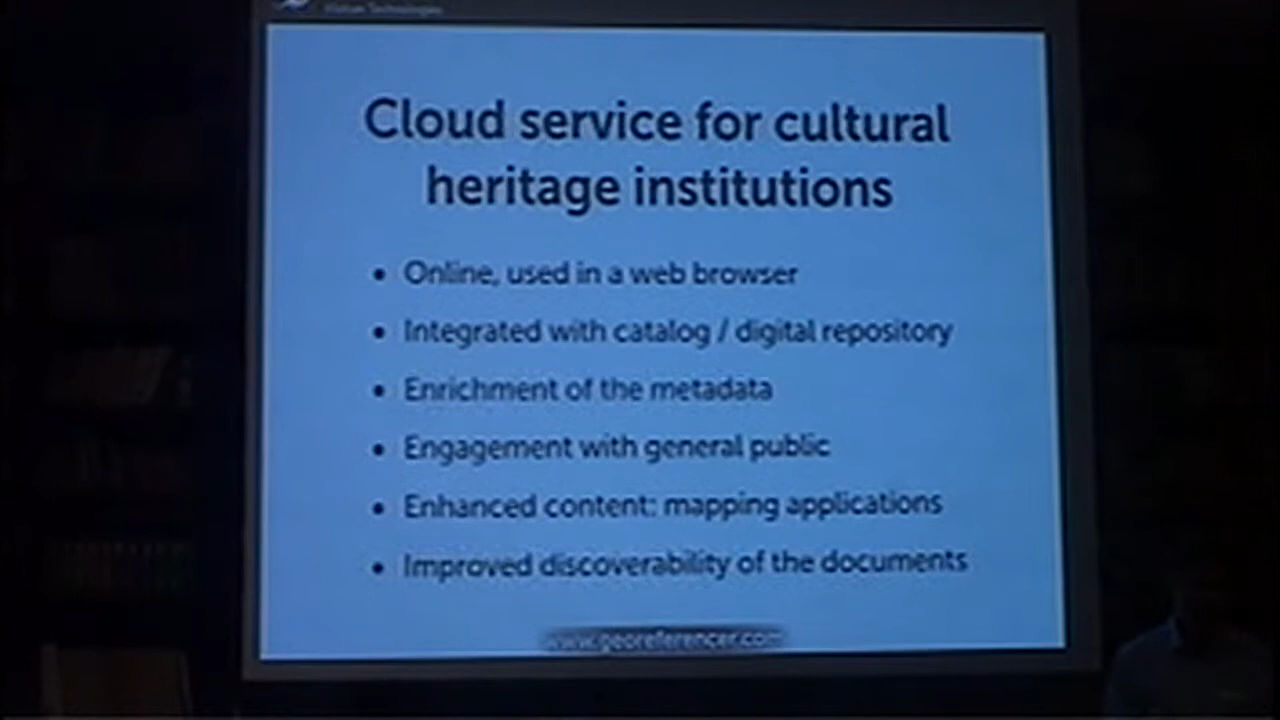 Technologies
Cloud service for cultural
heritage institutions
• Online, used in a web browser
• Integrated with catalog / digital repository
• Enrichment of the metadata
• Engagement with general public
• Enhanced content: mapping applications
• Improved discoverability of the documents
www.georeferencer.com